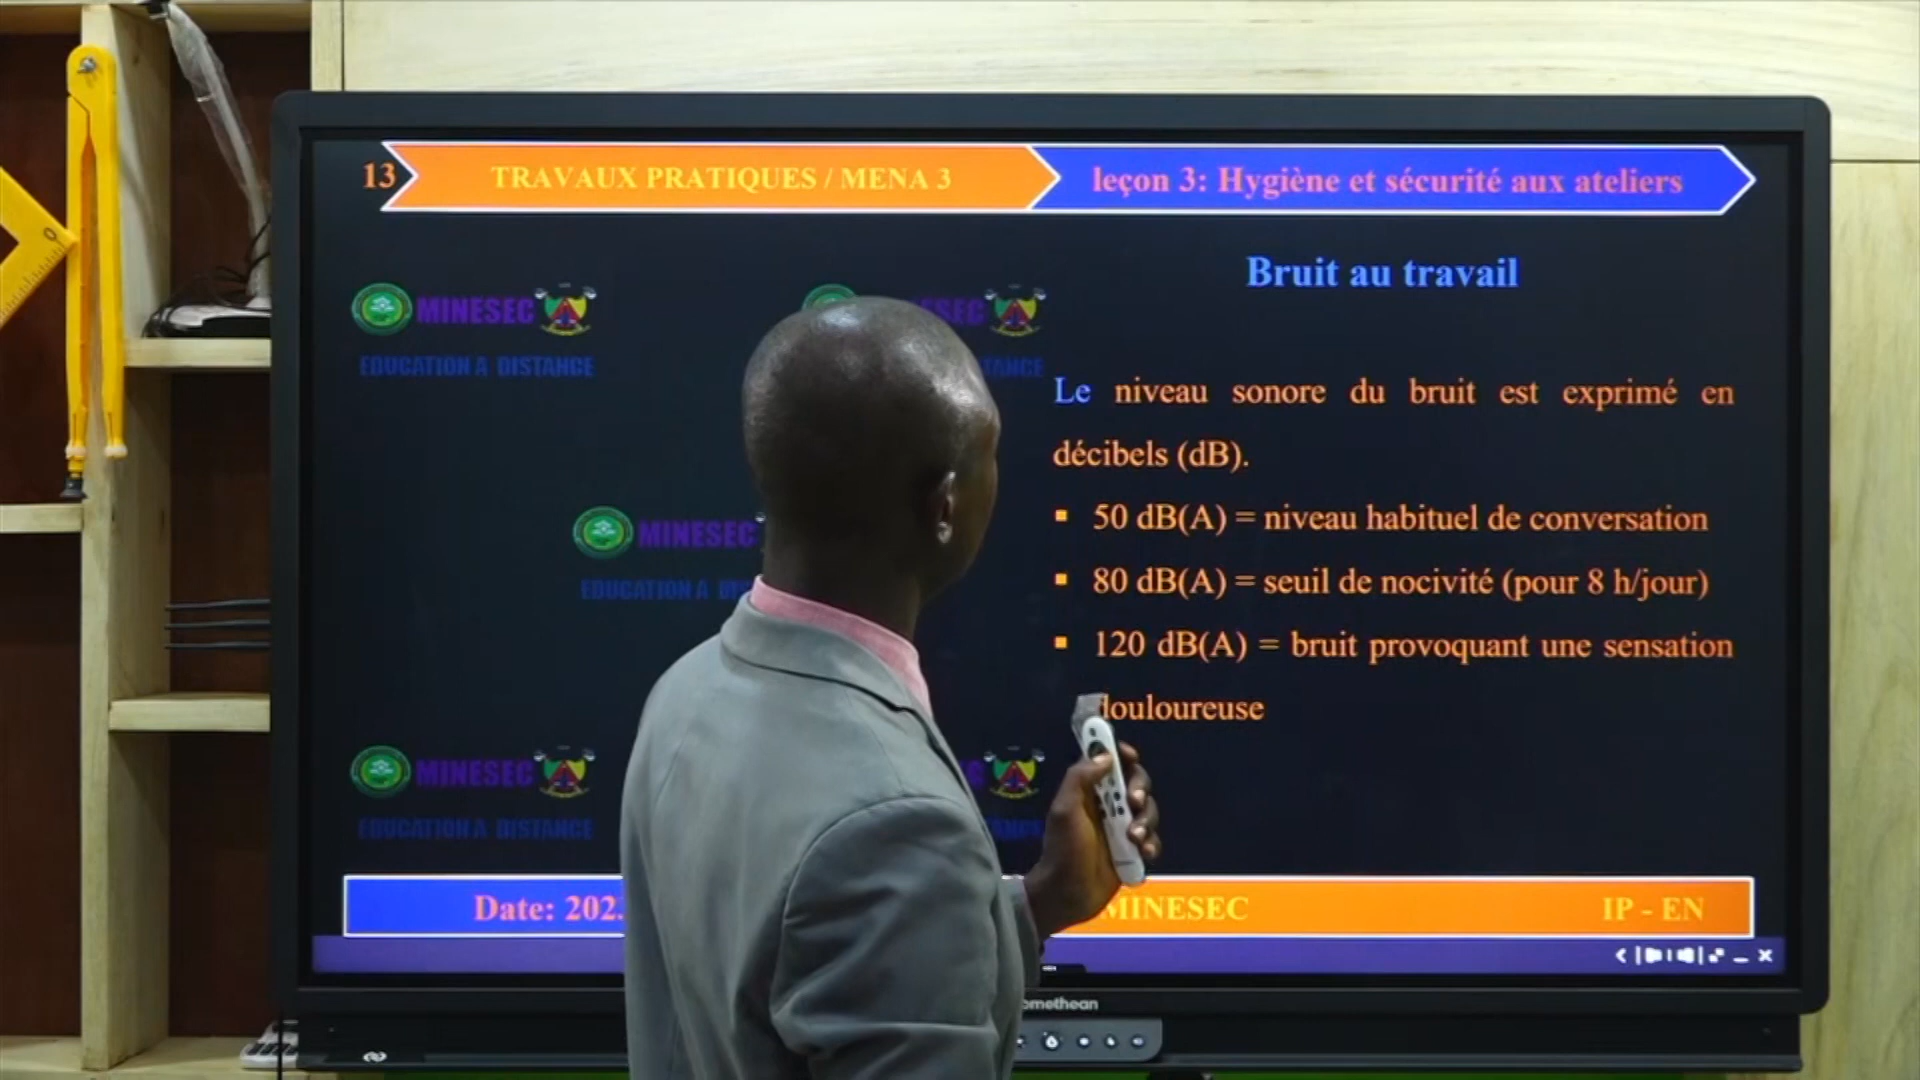 13
TRAVAUX PRATIQUES / MENA 3
leçon 3: Hygiène et sécurité aux ateliers
Bruit au travail
MINESEC
EDUCATION A DISTANCE
Le niveau sonore du bruit est exprimé en
décibels (dB).
▪ 50 dB(A) = niveau habituel de conversation
▪ 80 dB(A) = seuil de nocivité (pour 8 h/jour)
▪ 120 dB(A) = bruit provoquant une sensation
douloureuse
MINESEC
EDUCATION A
MINESEC
EDUCATION A DISTANCE
Date: 202
MINESEC
IP - EN
omethean
0